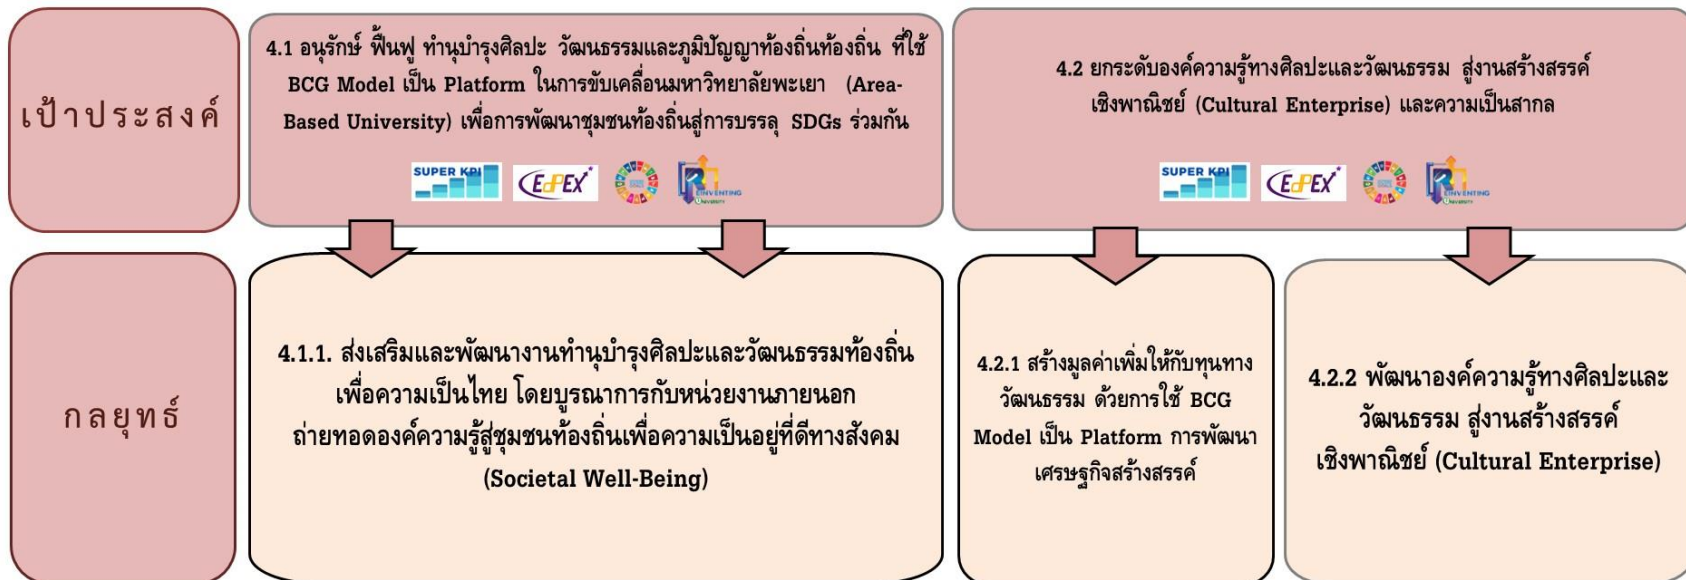 เป้าประสงค์
4.1 อนุรักษ์ ฟื้นฟู ทำนุบำรุงศิลปะ วัฒนธรรมและภูมิปัญญาท้องถิ่นท้องถิ่น ที่ใช้
BCG Model เป็น Platform ในการขับเคลื่อนมหาวิทยาลัยพะเยา (Area-
Based University) เพื่อการพัฒนาชุมชนท้องถิ่นสู่การบรรลุ SDGs ร่วมกัน
SUPER KPI
EdPEX
REINVENTING
University
4.2 ยกระดับองค์ความรู้ทางศิลปะและวัฒนธรรม สู่งานสร้างสรรค์
เชิงพาณิชย์ (Cultural Enterprise) และความเป็นสากล
SUPER KPI
EdPEX
REINVENTING
University
กลยุทธ์
4.1.1. ส่งเสริมและพัฒนางานทำนุบำรุงศิลปะและวัฒนธรรมท้องถิ่น
เพื่อความเป็นไทย โดยบูรณาการกับหน่วยงานภายนอก
ถ่ายทอดองค์ความรู้สู่ชุมชนท้องถิ่นเพื่อความเป็นอยู่ที่ดีทางสังคม
(Societal Well-Being)
4.2.1 สร้างมูลค่าเพิ่มให้กับทุนทาง
วัฒนธรรม ด้วยการใช้ BCG
Model เป็น Platform การพัฒนา
เศรษฐกิจสร้างสรรค์
4.2.2 พัฒนาองค์ความรู้ทางศิลปะและ
วัฒนธรรม สู่งานสร้างสรรค์
เชิงพาณิชย์ (Cultural Enterprise)